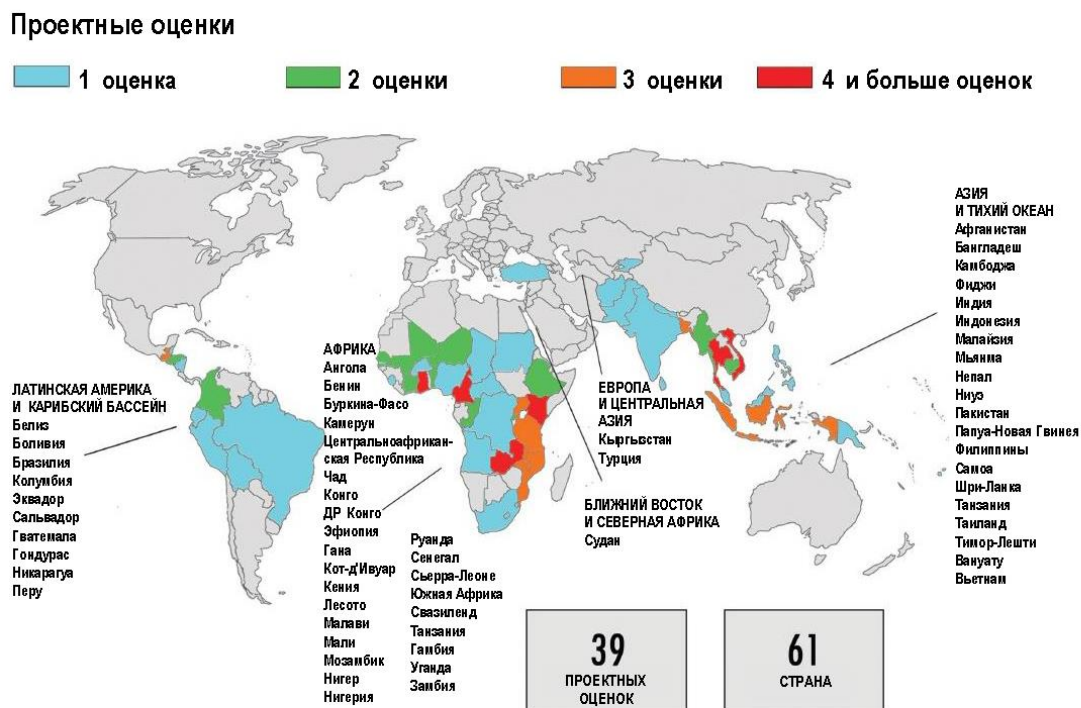 Проектные оценки
1 оценка
2 оценки
3 оценки
4 и больше оценок
ЛАТИНСКАЯ АМЕРИКА
И КАРИБСКИЙ БАССЕЙН
Белиз
Боливия
Бразилия
Колумбия
Эквадор
Сальвадор
Гватемала
Гондурас
Никарагуа
Перу
АФРИКА
Ангола
Бенин
Буркина-Фасо
Камерун
Центральноафрикан-
ская Республика
Чад
Конго
ДР Конго
Эфиопия
Гана
Кот-д'Ивуар
Кения
Лесото
Малави
Мали
Мозамбик
Нигер
Нигерия
Руанда
Сенегал
Сьерра-Леоне
Южная Африка
Свазиленд
Танзания
Гамбия
Уганда
Замбия
ЕВРОПА
И ЦЕНТРАЛЬНАЯ
АЗИЯ
Кыргызстан
Турция
БЛИЖНИЙ ВОСТОК
И СЕВЕРНАЯ АФРИКА
Судан
АЗИЯ
И ТИХИЙ ОКЕАН
Афганистан
Бангладеш
Камбоджа
Фиджи
Индия
Индонезия
Малайзия
Мьянма
Непал
Ниуэ
Пакистан
Папуа-Новая Гвинея
Филиппины
Самоа
Шри-Ланка
Танзания
Таиланд
Тимор-Лешти
Вануату
Вьетнам
39
ПРОЕКТНЫХ
ОЦЕНОК
61
СТРАНА